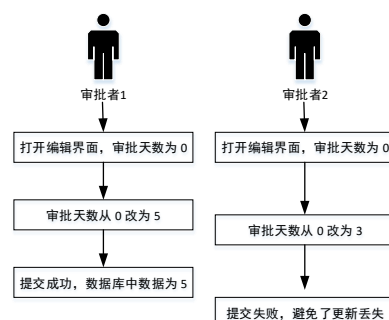 审批者1
审批者2
打开编辑界面，审批天数为 0
打开编辑界面，审批天数为 0
审批天数从 0 改为 5
审批天数从 0 改为 3
提交成功，数据库中数据为 5
提交失败，避免了更新丢失